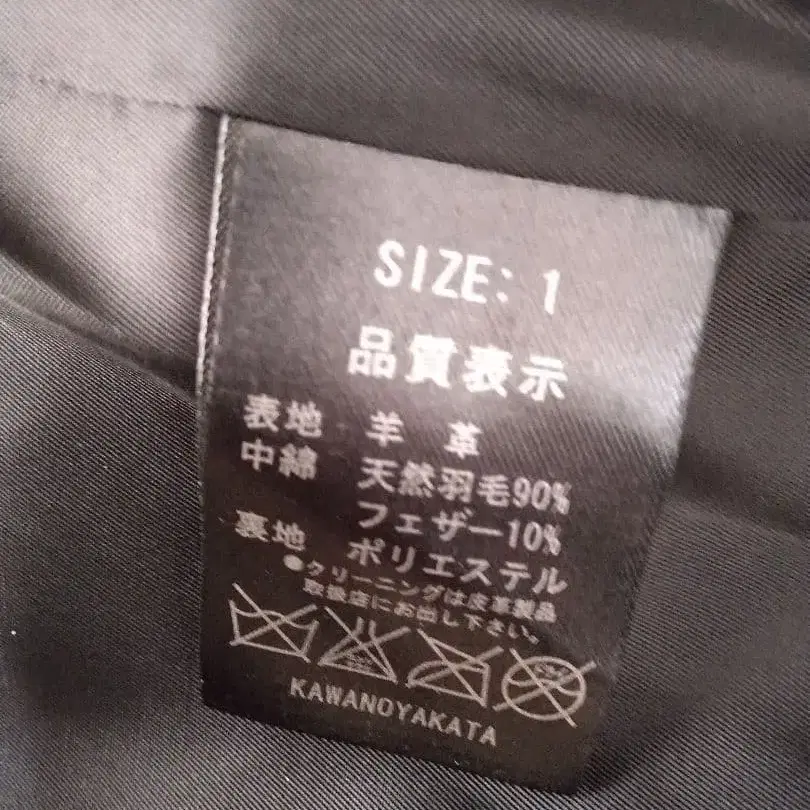 SIZE: 1
品質表示
表地 羊 革
中綿 天然羽毛90%
フェザー10%
裏地 ポリエステル
●クリーニングは皮革製品
取扱店にお出し下さい。
KAWANOYAKATA